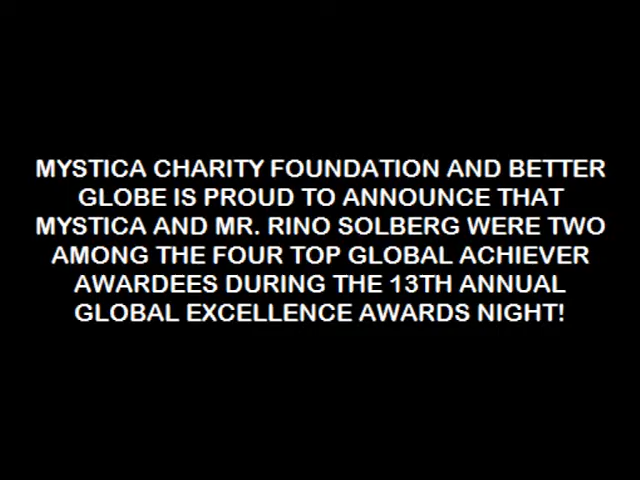 MYSTICA CHARITY FOUNDATION AND BETTER
GLOBE IS PROUD TO ANNOUNCE THAT
MYSTICA AND MR. RINO SOLBERG WERE TWO
AMONG THE FOUR TOP GLOBAL ACHIEVER
AWARDEES DURING THE 13TH ANNUAL
GLOBAL EXCELLENCE AWARDS NIGHT!